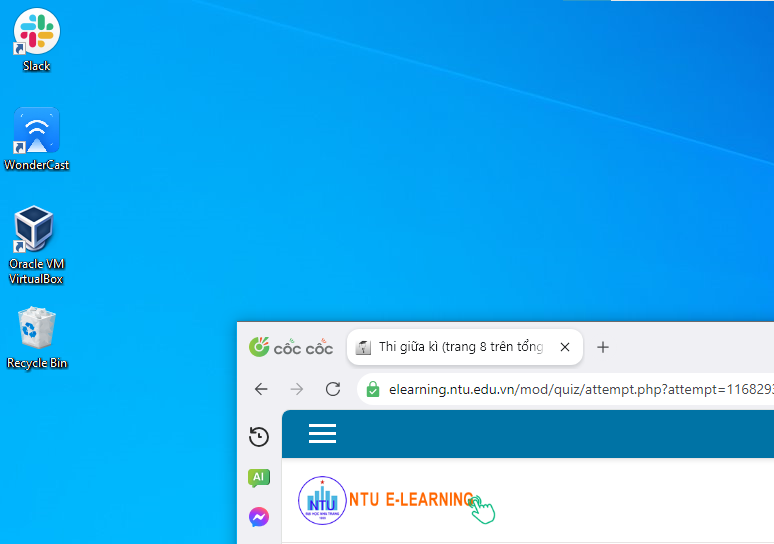 Slack
WonderCast
Oracle VM
VirtualBox
Recycle Bin
cốc cốc
Thi giữa kì (trang 8 trên tổng
elearning.ntu.edu.vn/mod/quiz/attempt.php?attempt=116829
AI
NTU
NTU E-LEARNING